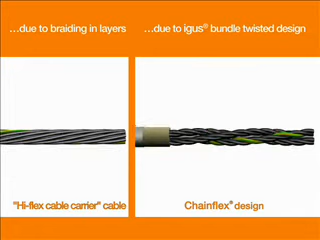 ...due to braiding in layers
...due to igus® bundle twisted design
"Hi-flex cable carrier" cable
Chainflex® design